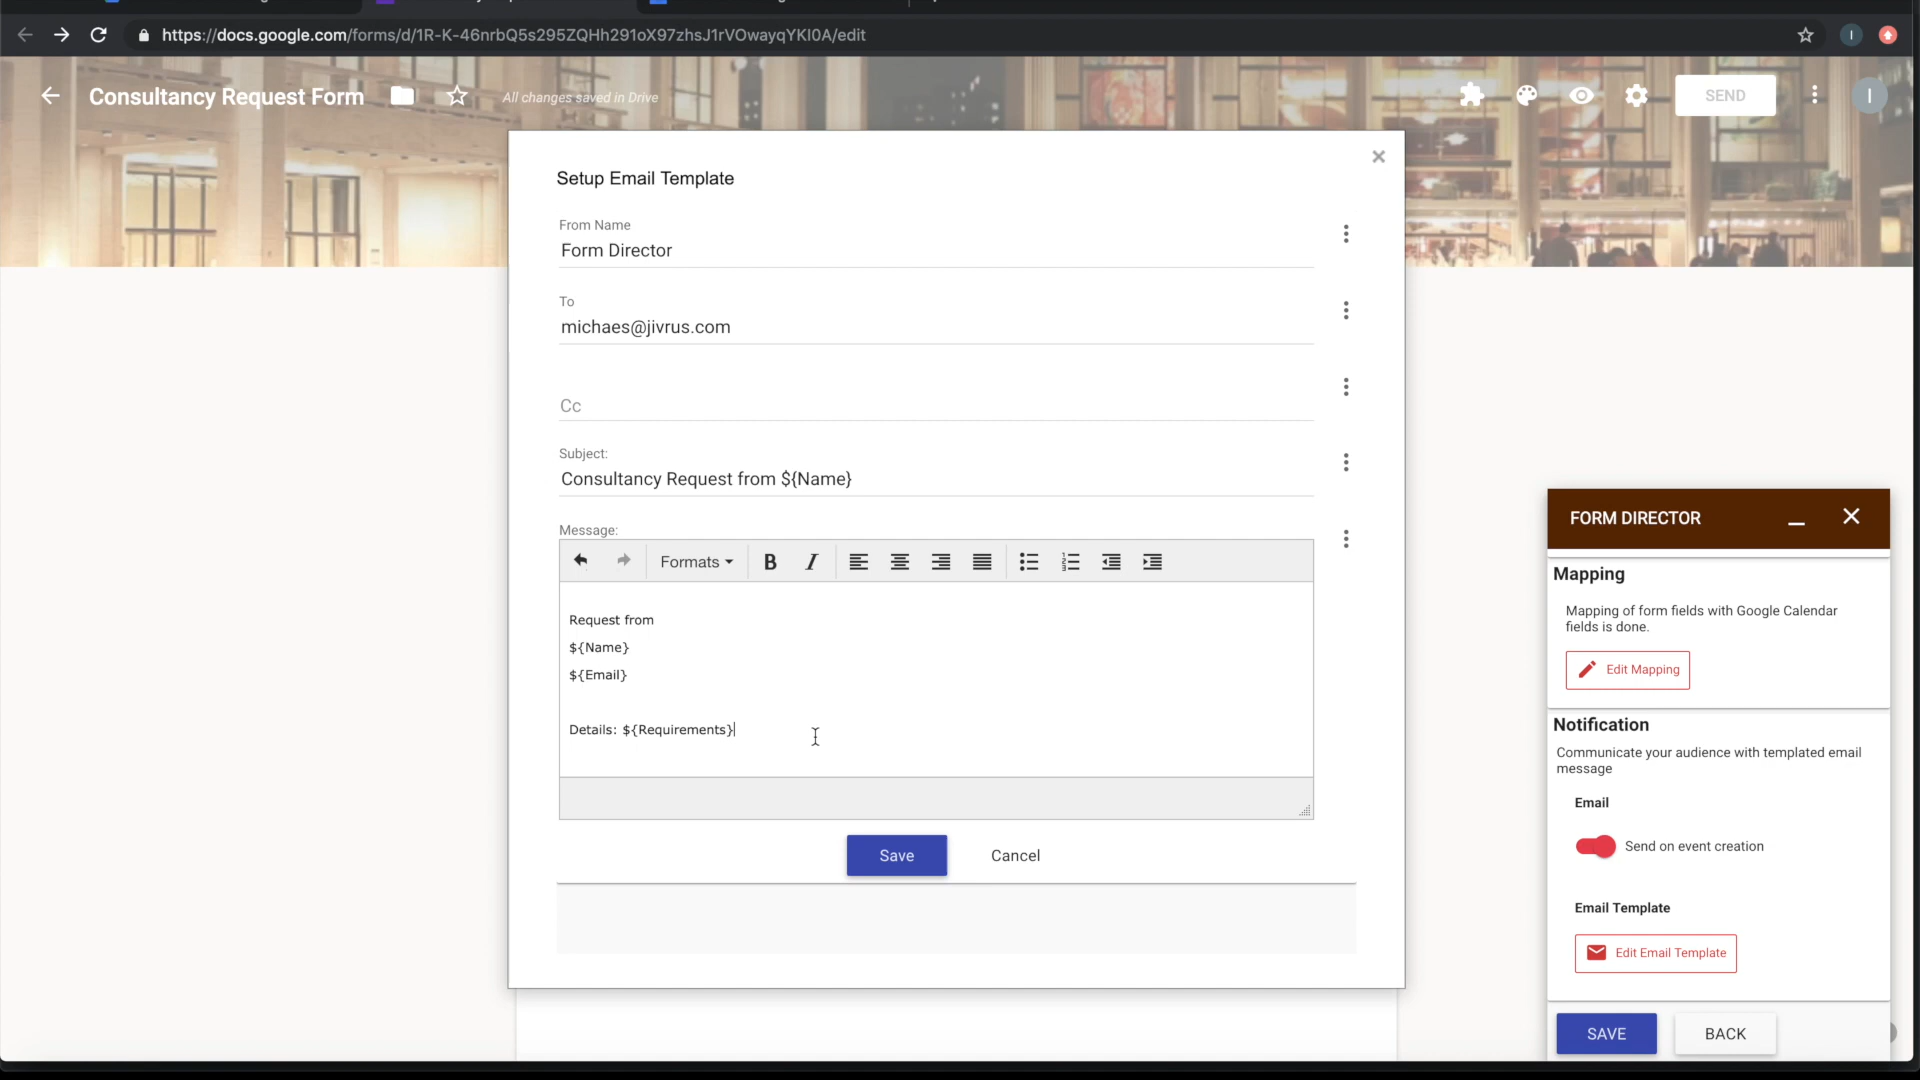 https://docs.google.com/forms/d/1R-K-46nrbQ5s295ZQHh291oX97zhsJ1rVOwayqYKI0A/edit
I
Consultancy Request Form
All changes saved in Drive
SEND
I
Setup Email Template
From Name
Form Director
To
michaes@jivrus.com
Cc
Subject:
Consultancy Request from ${Name}
Message:
Formats
B
I
Request from
${Name}
${Email}
Details: ${Requirements}
Save
Cancel
FORM DIRECTOR
Mapping
Mapping of form fields with Google Calendar
fields is done.
Edit Mapping
Notification
Communicate your audience with templated email
message
Email
Send on event creation
Email Template
Edit Email Template
SAVE
BACK